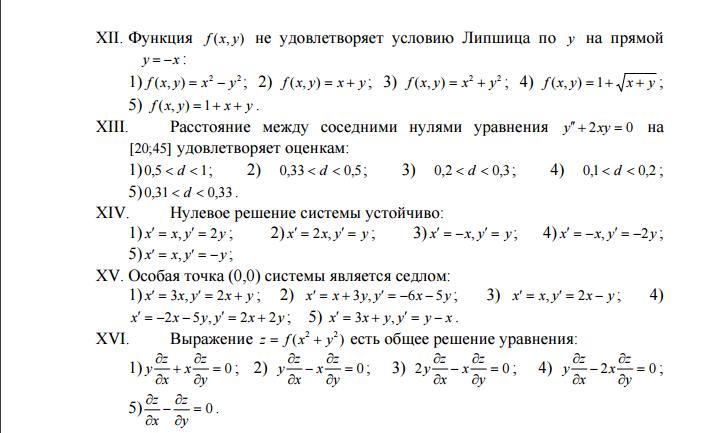 XII. Функция f(x, y) не удовлетворяет условию Липшица по y на прямой
y = −x :
1) f(x, y) = x² − y²; 2) f(x, y) = x + y; 3) f(x, y) = x² + y²; 4) f(x, y) = 1 + √(x + y);
5) f(x, y) = 1 + x + y.
XIII. Расстояние между соседними нулями уравнения y″ + 2xy = 0 на
[20;45] удовлетворяет оценкам:
1) 0,5 < d < 1; 2) 0,33 < d < 0,5; 3) 0,2 < d < 0,3; 4) 0,1 < d < 0,2;
5) 0,31 < d < 0,33.
XIV. Нулевое решение системы устойчиво:
1) x′ = x, y′ = 2y; 2) x′ = 2x, y′ = y; 3) x′ = −x, y′ = y; 4) x′ = −x, y′ = −2y;
5) x′ = x, y′ = −y;
XV. Особая точка (0,0) системы является седлом:
1) x′ = 3x, y′ = 2x + y; 2) x′ = x + 3y, y′ = −6x − 5y; 3) x′ = x, y′ = 2x − y; 4)
x′ = −2x − 5y, y′ = 2x + 2y; 5) x′ = 3x + y, y′ = y − x.
XVI. Выражение z = f(x² + y²) есть общее решение уравнения:
1) y ∂z/∂x + x ∂z/∂y = 0; 2) y ∂z/∂x − x ∂z/∂y = 0; 3) 2y ∂z/∂x − x ∂z/∂y = 0; 4) y ∂z/∂x − 2x ∂z/∂y = 0;
5) ∂z/∂x − ∂z/∂y = 0.